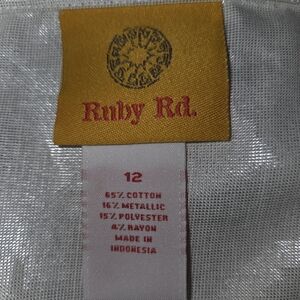 Ruby Rd.
12
65% COTTON
16% METALLIC
15% POLYESTER
4% RAYON
MADE IN
INDONESIA